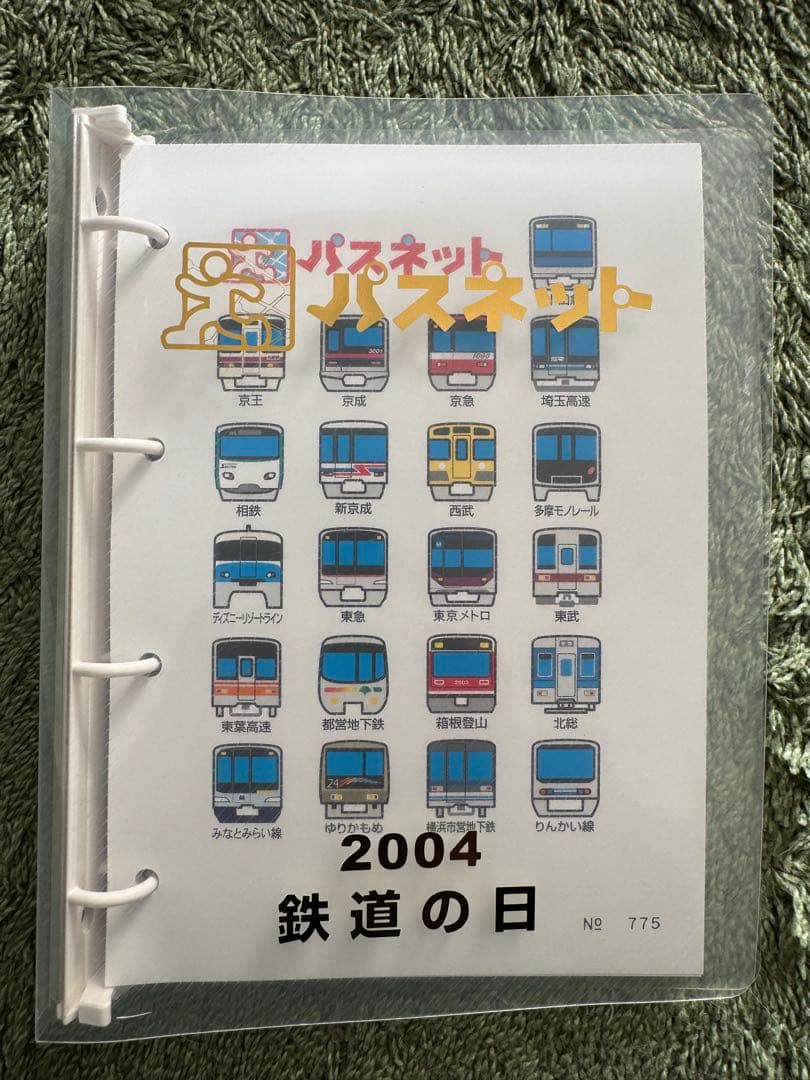 パスネット
パスネット
京王 京成 京急 埼玉高速
相鉄 新京成 西武 多摩モノレール
ディズニーリゾートライン 東急 東京メトロ 東武
東葉高速 都営地下鉄 箱根登山 北総
みなとみらい線 ゆりかもめ 横浜市営地下鉄 りんかい線
2004
鉄道の日
№ 775